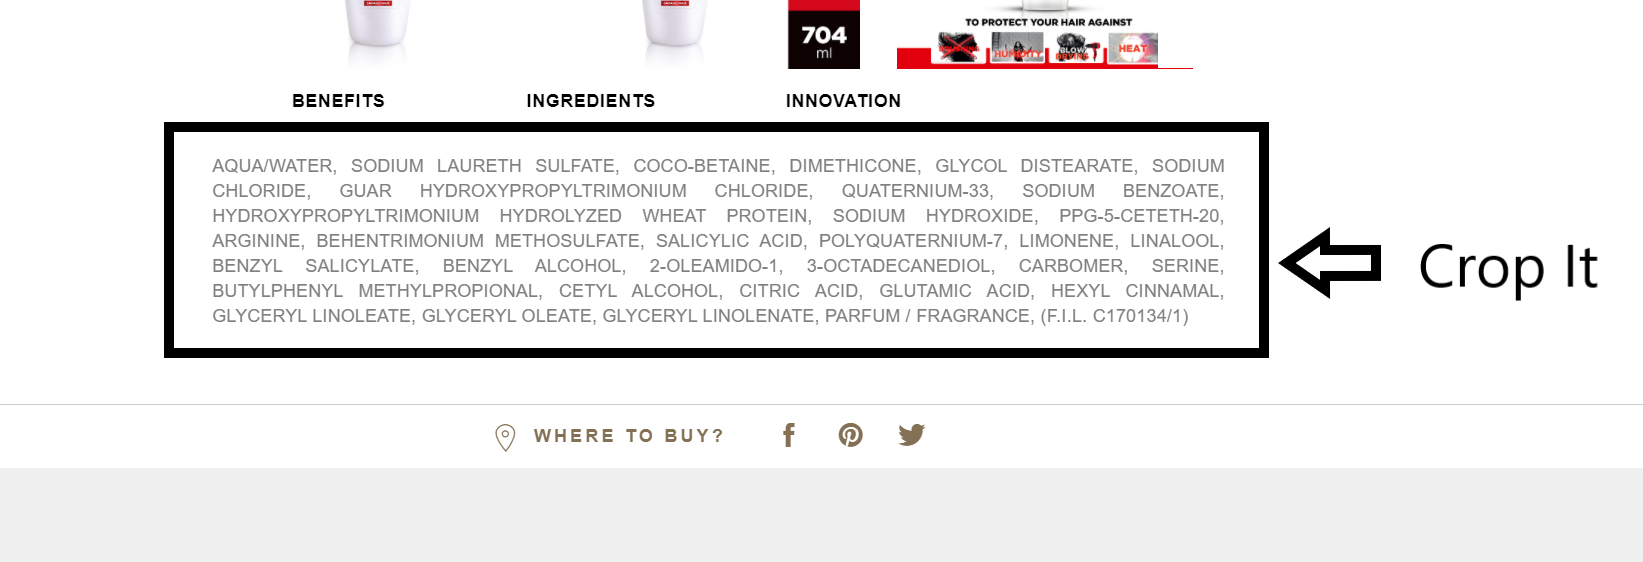 704
ml
TO PROTECT YOUR HAIR AGAINST
HUMIDITY
BLOW
DRYING
HEAT
BENEFITS
INGREDIENTS
INNOVATION
AQUA/WATER, SODIUM LAURETH SULFATE, COCO-BETAINE, DIMETHICONE, GLYCOL DISTEARATE, SODIUM
CHLORIDE, GUAR HYDROXYPROPYLTRIMONIUM CHLORIDE, QUATERNIUM-33, SODIUM BENZOATE,
HYDROXYPROPYLTRIMONIUM HYDROLYZED WHEAT PROTEIN, SODIUM HYDROXIDE, PPG-5-CETETH-20,
ARGININE, BEHENTRIMONIUM METHOSULFATE, SALICYLIC ACID, POLYQUATERNIUM-7, LIMONENE, LINALOOL,
BENZYL SALICYLATE, BENZYL ALCOHOL, 2-OLEAMIDO-1, 3-OCTADECANEDIOL, CARBOMER, SERINE,
BUTYLPHENYL METHYLPROPIONAL, CETYL ALCOHOL, CITRIC ACID, GLUTAMIC ACID, HEXYL CINNAMAL,
GLYCERYL LINOLEATE, GLYCERYL OLEATE, GLYCERYL LINOLENATE, PARFUM / FRAGRANCE, (F.I.L. C170134/1)
Crop It
WHERE TO BUY?